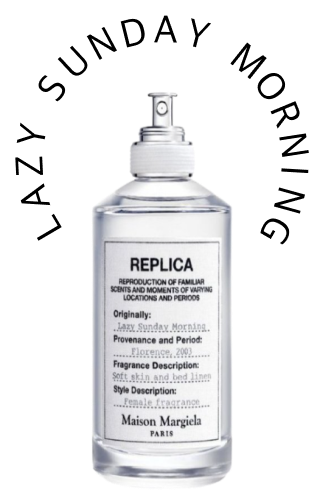 LAZY SUNDAY MORNING
REPLICA
REPRODUCTION OF FAMILIAR
SCENTS AND MOMENTS OF VARYING
LOCATIONS AND PERIODS
Originally:
Lazy Sunday Morning
Provenance and Period:
Florence, 2003
Fragrance Description:
Soft skin and bed linen
Style Description:
Female fragrance
Maison Margiela
PARIS